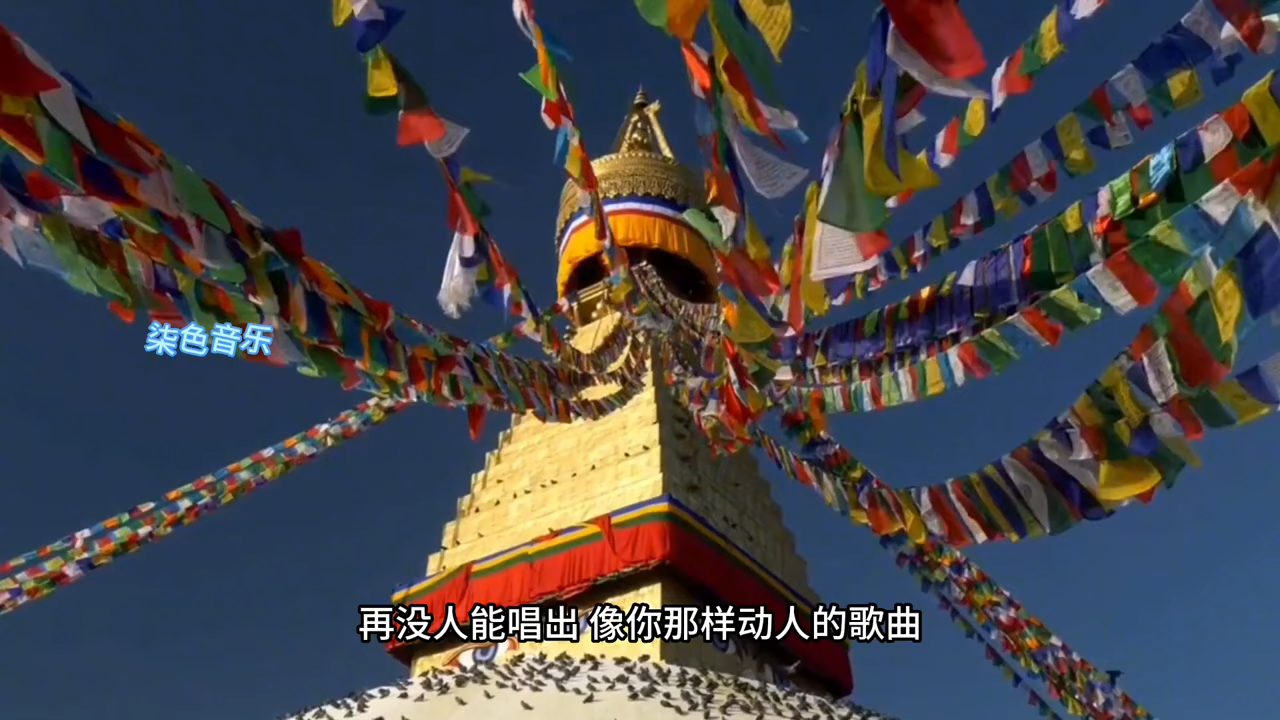 柒色音乐
再没人能唱出 像你那样动人的歌曲